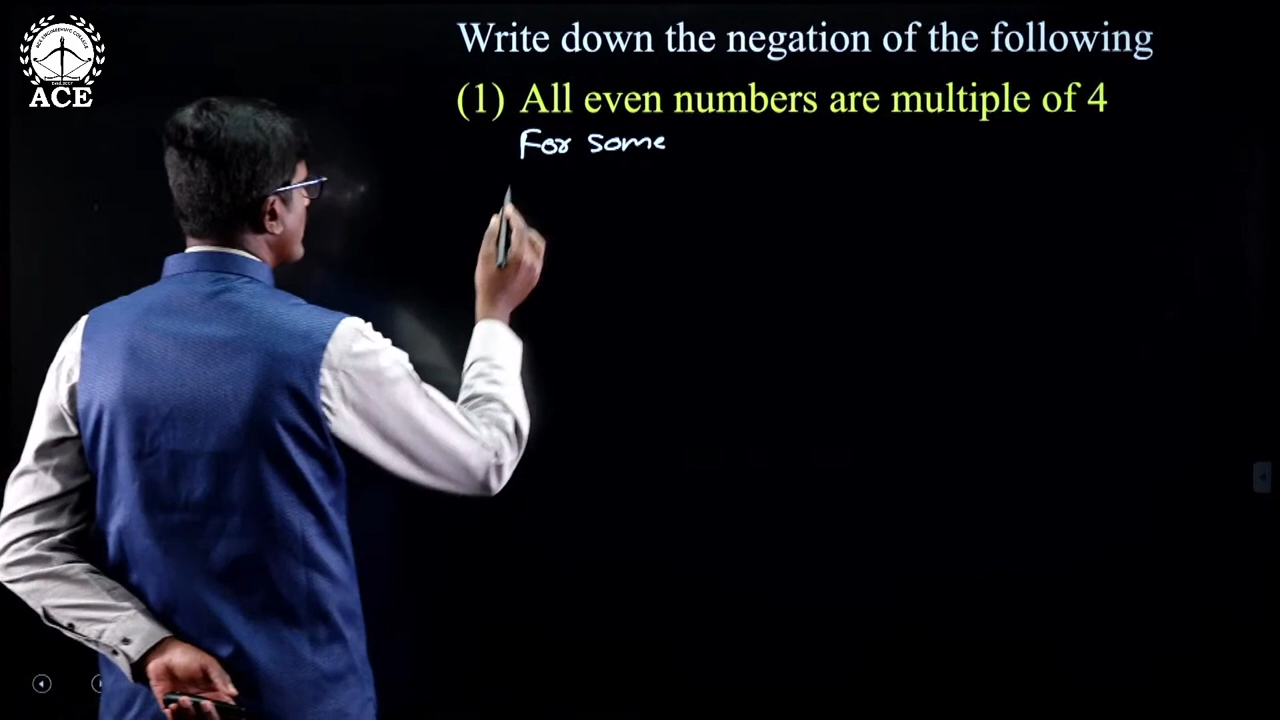 ACE
Write down the negation of the following
(1) All even numbers are multiple of 4
For some